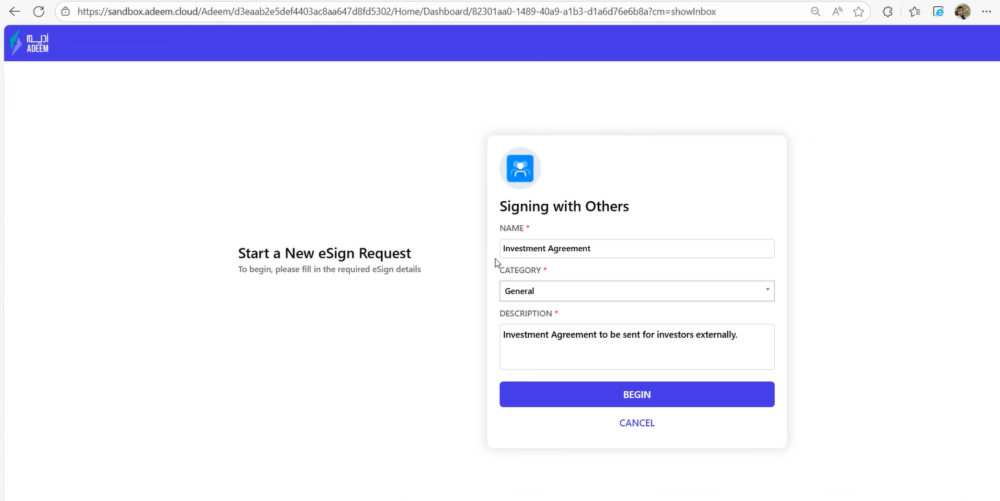 https://sandbox.adeem.cloud/Adeem/d3eaab2e5def4403ac8aa647d8fd5302/Home/Dashboard/82301aa0-1489-40a9-a1b3-d1a6d76e6b8a?cm=showInbox
أديم
ADEEM
Start a New eSign Request
To begin, please fill in the required eSign details
Signing with Others
NAME *
Investment Agreement
CATEGORY *
General
DESCRIPTION *
Investment Agreement to be sent for investors externally.
BEGIN
CANCEL